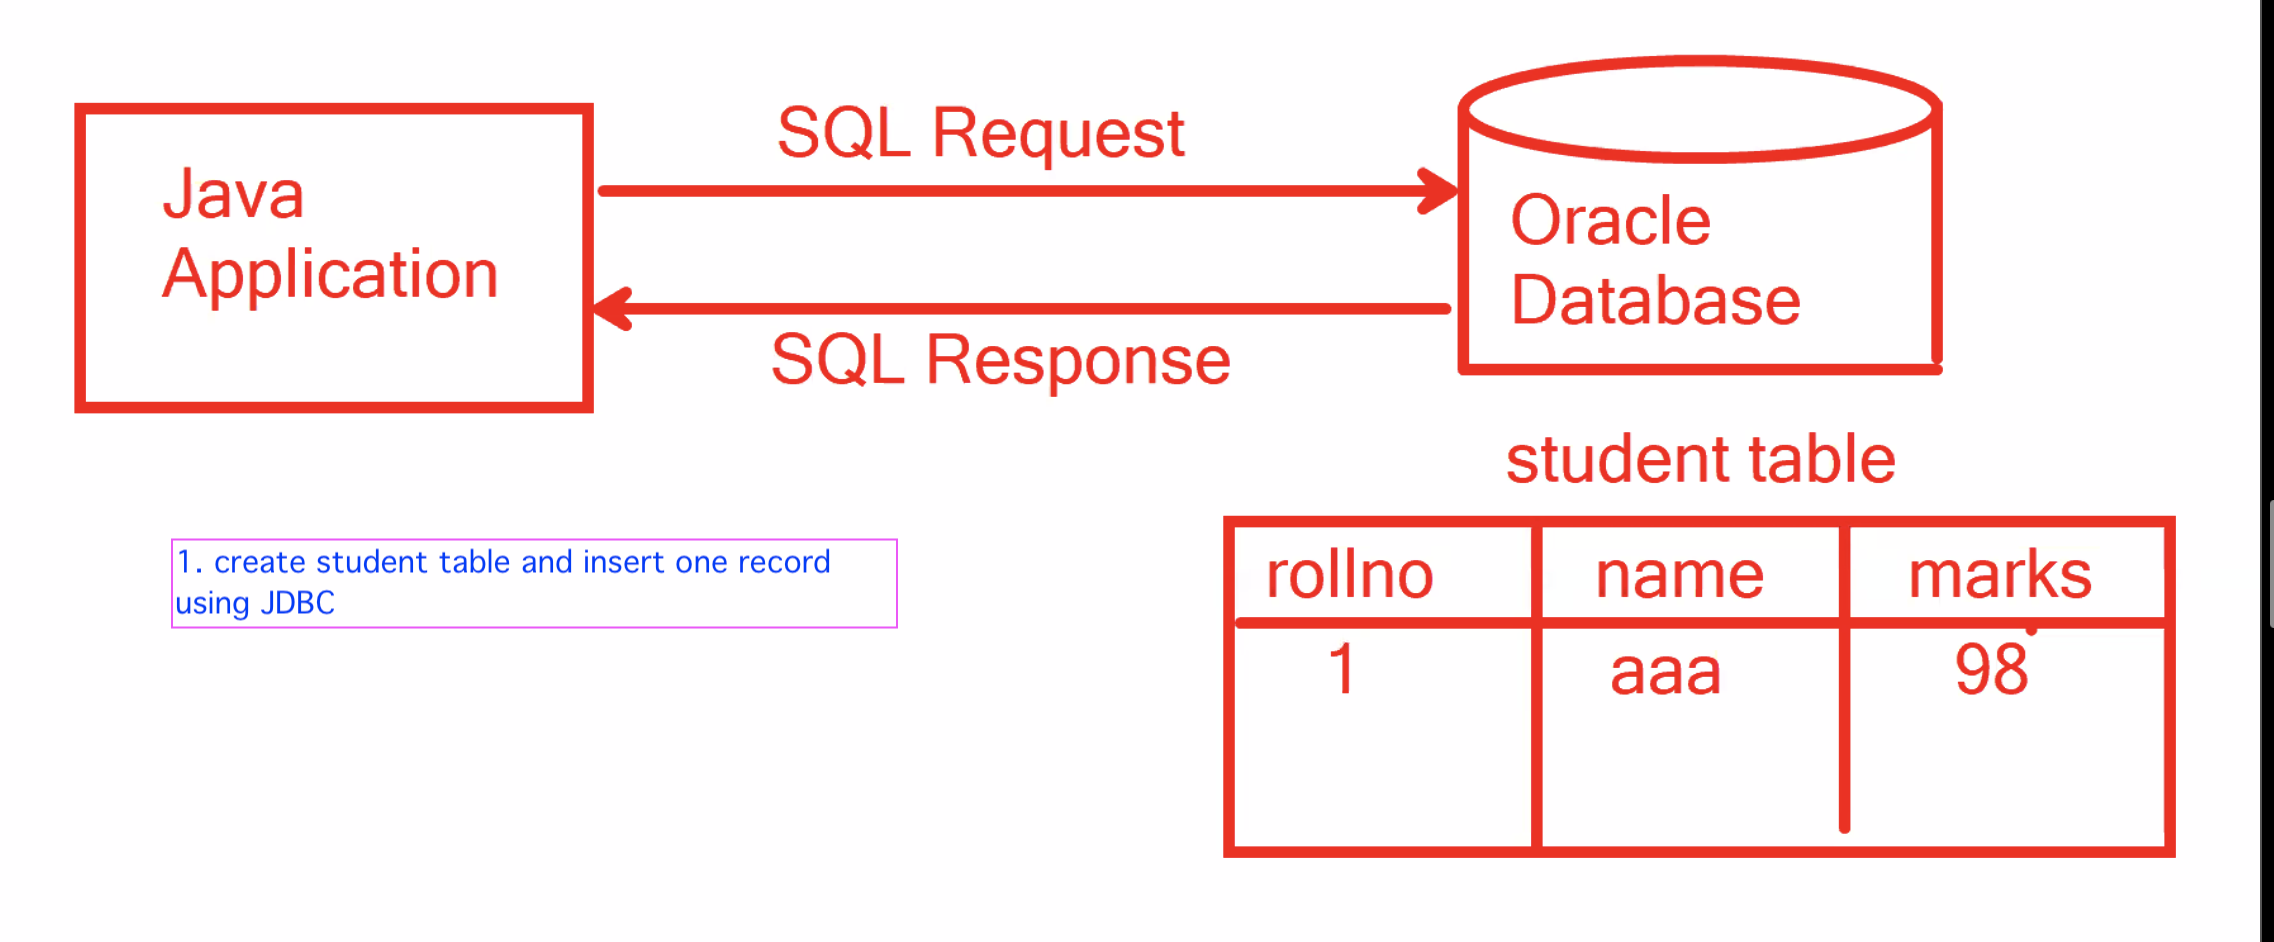 Java
Application
SQL Request
SQL Response
Oracle
Database
student table
rollno name marks
1 aaa 98
1. create student table and insert one record
using JDBC